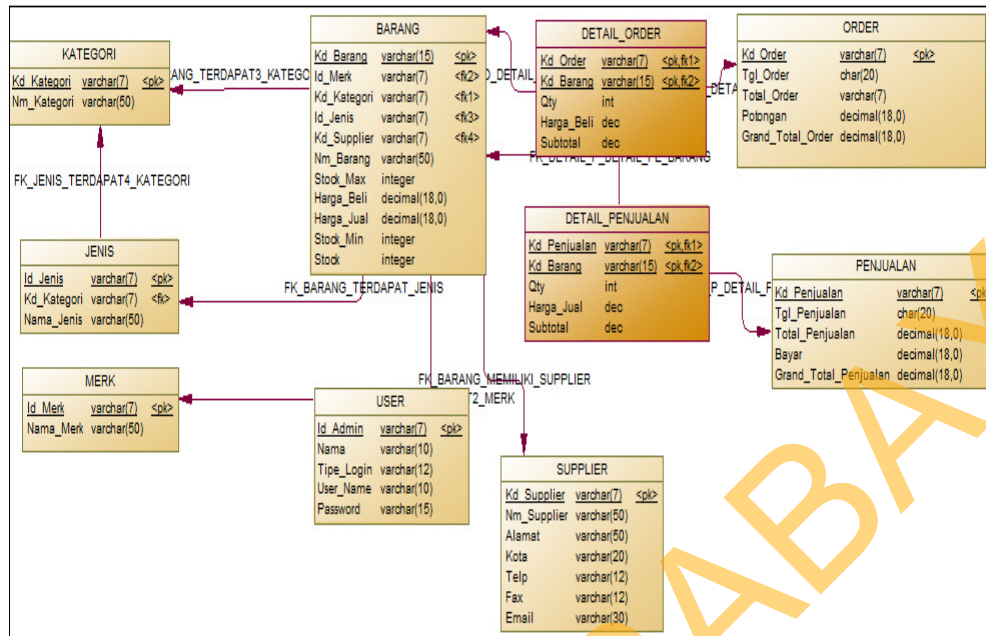 KATEGORI
Kd_Kategori varchar(7) <pk>
Nm_Kategori varchar(50)
ANG_TERDAPAT3_KATEGO
FK_JENIS_TERDAPAT4_KATEGORI
JENIS
Id_Jenis varchar(7) <pk>
Kd_Kategori varchar(7) <fk>
Nama_Jenis varchar(50)
MERK
Id_Merk varchar(7) <pk>
Nama_Merk varchar(50)
BARANG
Kd_Barang varchar(15) <pk>
Id_Merk varchar(7) <fk2>
Kd_Kategori varchar(7) <fk1>
Id_Jenis varchar(7) <fk3>
Kd_Supplier varchar(7) <fk4>
Nm_Barang varchar(50)
Stock_Max integer
Harga_Beli decimal(18,0)
Harga_Jual decimal(18,0)
Stock_Min integer
Stock integer
FK_BARANG_TERDAPAT_JENIS
FK_BARANG_MEMILIKI_SUPPLIER
T2_MERK
USER
Id_Admin varchar(7) <pk>
Nama varchar(10)
Tipe_Login varchar(12)
User_Name varchar(10)
Password varchar(15)
DETAIL_ORDER
Kd_Order varchar(7) <pk,fk1>
Kd_Barang varchar(15) <pk,fk2>
Qty int
Harga_Beli dec
Subtotal dec
FK_DETAIL_P_DETAIL_PE_BARANG
DETAIL_PENJUALAN
Kd_Penjualan varchar(7) <pk,fk1>
Kd_Barang varchar(15) <pk,fk2>
Qty int
Harga_Jual dec
Subtotal dec
ORDER
Kd_Order varchar(7) <pk>
Tgl_Order char(20)
Total_Order varchar(7)
Potongan decimal(18,0)
Grand_Total_Order decimal(18,0)
PENJUALAN
Kd_Penjualan varchar(7) <pk
Tgl_Penjualan char(20)
Total_Penjualan decimal(18,0)
Bayar decimal(18,0)
Grand_Total_Penjualan decimal(18,0)
SUPPLIER
Kd_Supplier varchar(7) <pk>
Nm_Supplier varchar(50)
Alamat varchar(50)
Kota varchar(20)
Telp varchar(12)
Fax varchar(12)
Email varchar(30)
ABAY